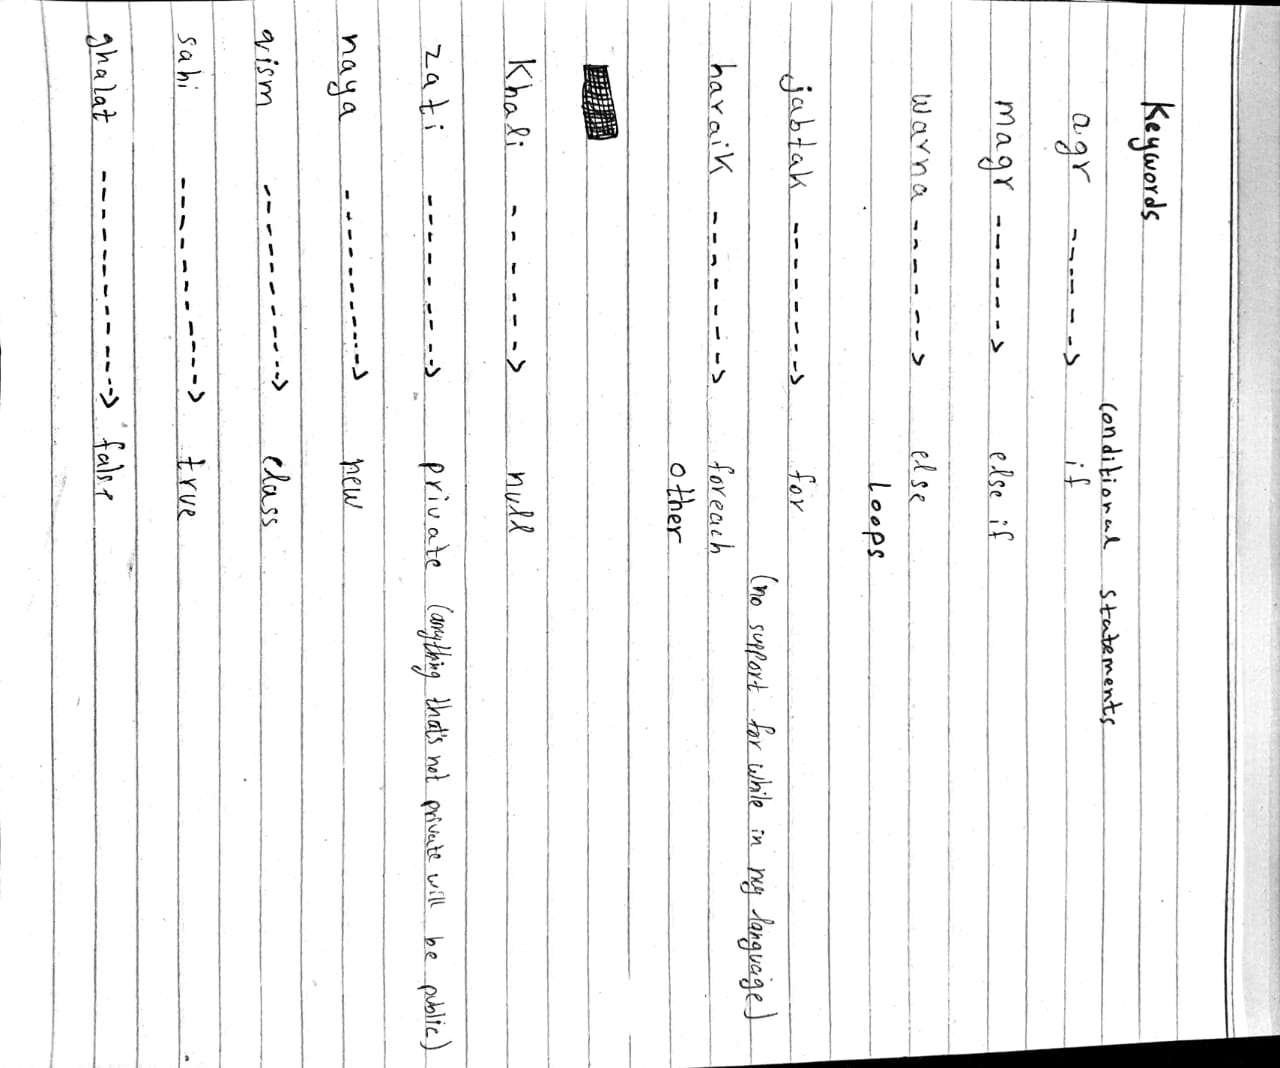 Keywords
conditional statements
agr ------> if
magr ------> else if
warna ------> else
Loops
jabtak --------> for
(no support for while in my language)
haraik --------> foreach
other
Khali ------> null
zati ---------> private (anything that's not private will be public)
naya -----------> new
qism -----------> class
sahi -----------> true
ghalat ------------> false